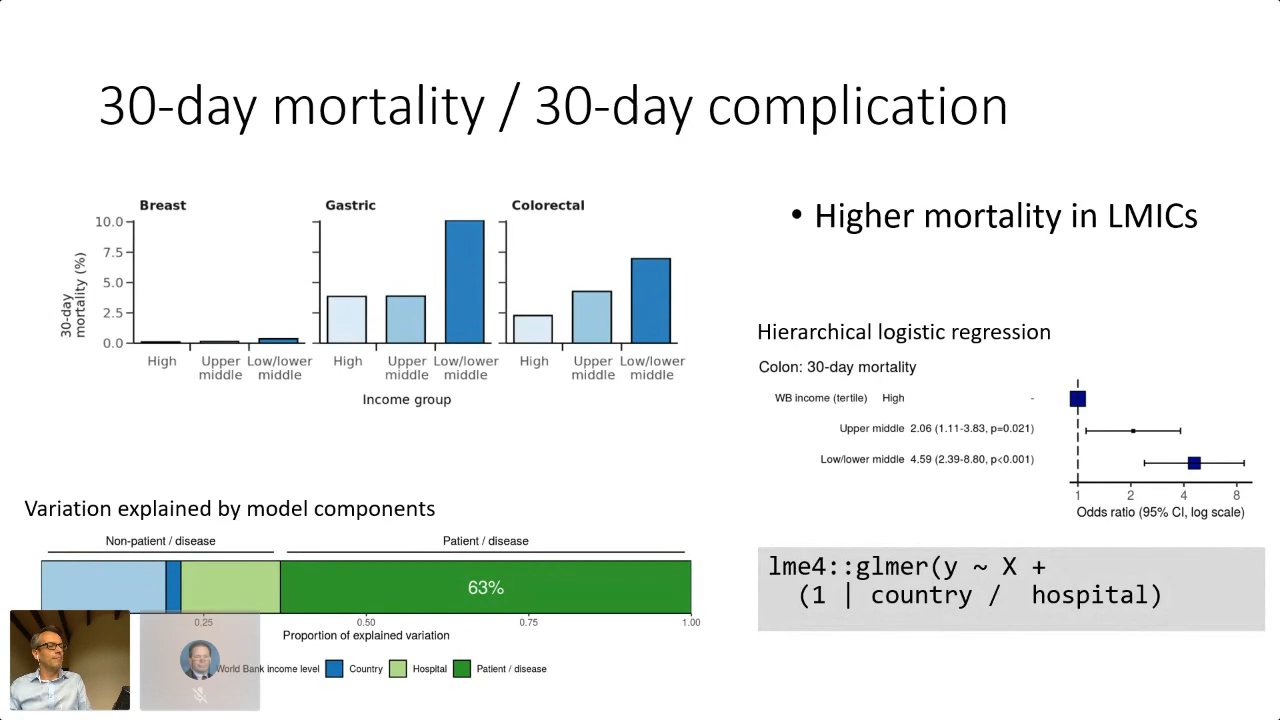 30-day mortality / 30-day complication
Breast
Gastric
Colorectal
10.0
7.5
5.0
2.5
0.0
30-day
mortality (%)
High
Upper
middle
Low/lower
middle
High
Upper
middle
Low/lower
middle
High
Upper
middle
Low/lower
middle
Income group
• Higher mortality in LMICs
Hierarchical logistic regression
Colon: 30-day mortality
WB income (tertile) High -
Upper middle 2.06 (1.11-3.83, p=0.021)
Low/lower middle 4.59 (2.39-8.80, p<0.001)
1 2 4 8
Odds ratio (95% CI, log scale)
Variation explained by model components
Non-patient / disease
Patient / disease
63%
0.25 0.50 0.75 1.00
Proportion of explained variation
World Bank income level Country Hospital Patient / disease
lme4::glmer(y ~ X +
(1 | country / hospital)